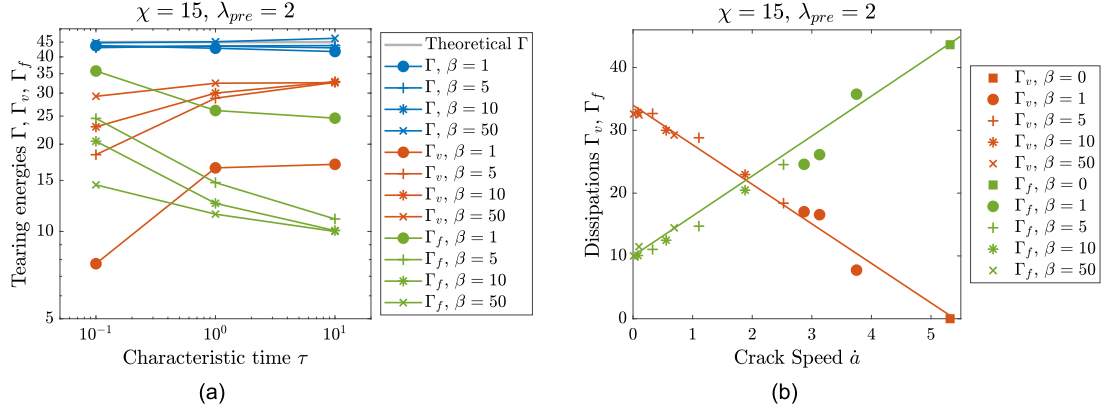 χ = 15, λ_pre = 2
Tearing energies Γ, Γ_v, Γ_f
45
40
35
30
25
20
15
10
5
10⁻¹
10⁰
10¹
Characteristic time τ
Theoretical Γ
Γ, β = 1
Γ, β = 5
Γ, β = 10
Γ, β = 50
Γ_v, β = 1
Γ_v, β = 5
Γ_v, β = 10
Γ_v, β = 50
Γ_f, β = 1
Γ_f, β = 5
Γ_f, β = 10
Γ_f, β = 50
(a)
χ = 15, λ_pre = 2
Dissipations Γ_v, Γ_f
40
30
20
10
0
0
1
2
3
4
5
Crack Speed ȧ
Γ_v, β = 0
Γ_v, β = 1
Γ_v, β = 5
Γ_v, β = 10
Γ_v, β = 50
Γ_f, β = 0
Γ_f, β = 1
Γ_f, β = 5
Γ_f, β = 10
Γ_f, β = 50
(b)